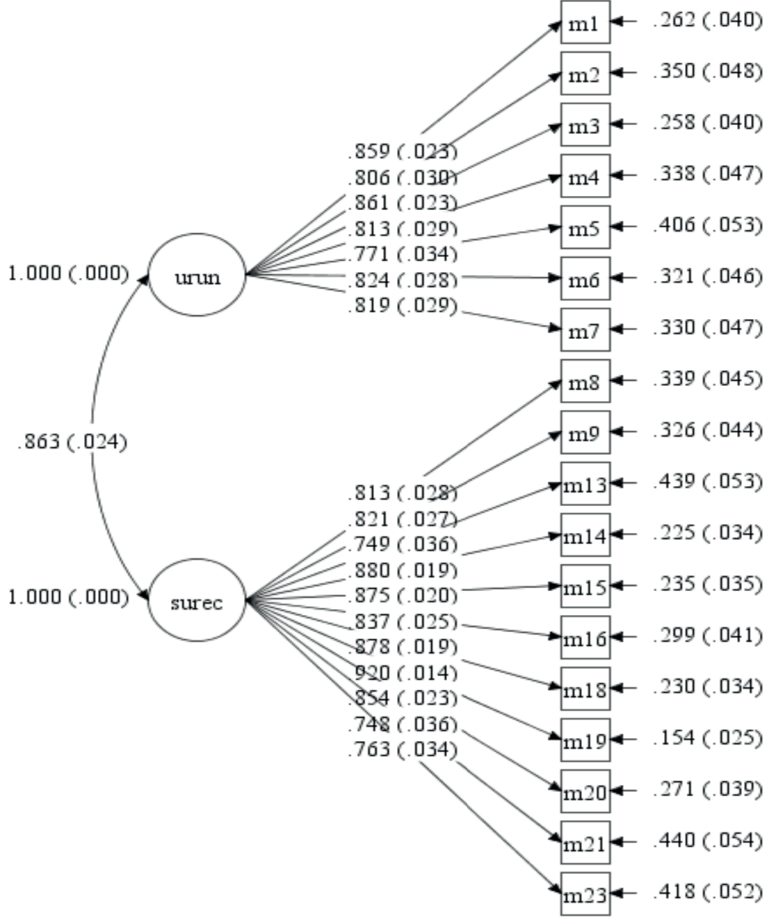 m1 .262 (.040)
m2 .350 (.048)
m3 .258 (.040)
.859 (.023)
.806 (.030)
m4 .338 (.047)
.861 (.023)
.813 (.029)
m5 .406 (.053)
.771 (.034)
1.000 (.000) urun
.824 (.028)
m6 .321 (.046)
.819 (.029)
m7 .330 (.047)
m8 .339 (.045)
m9 .326 (.044)
.863 (.024)
m13 .439 (.053)
.813 (.028)
.821 (.027)
m14 .225 (.034)
.749 (.036)
.880 (.019)
m15 .235 (.035)
.875 (.020)
1.000 (.000) surec
.837 (.025)
m16 .299 (.041)
.878 (.019)
.920 (.014)
m18 .230 (.034)
.854 (.023)
.748 (.036)
m19 .154 (.025)
.763 (.034)
m20 .271 (.039)
m21 .440 (.054)
m23 .418 (.052)